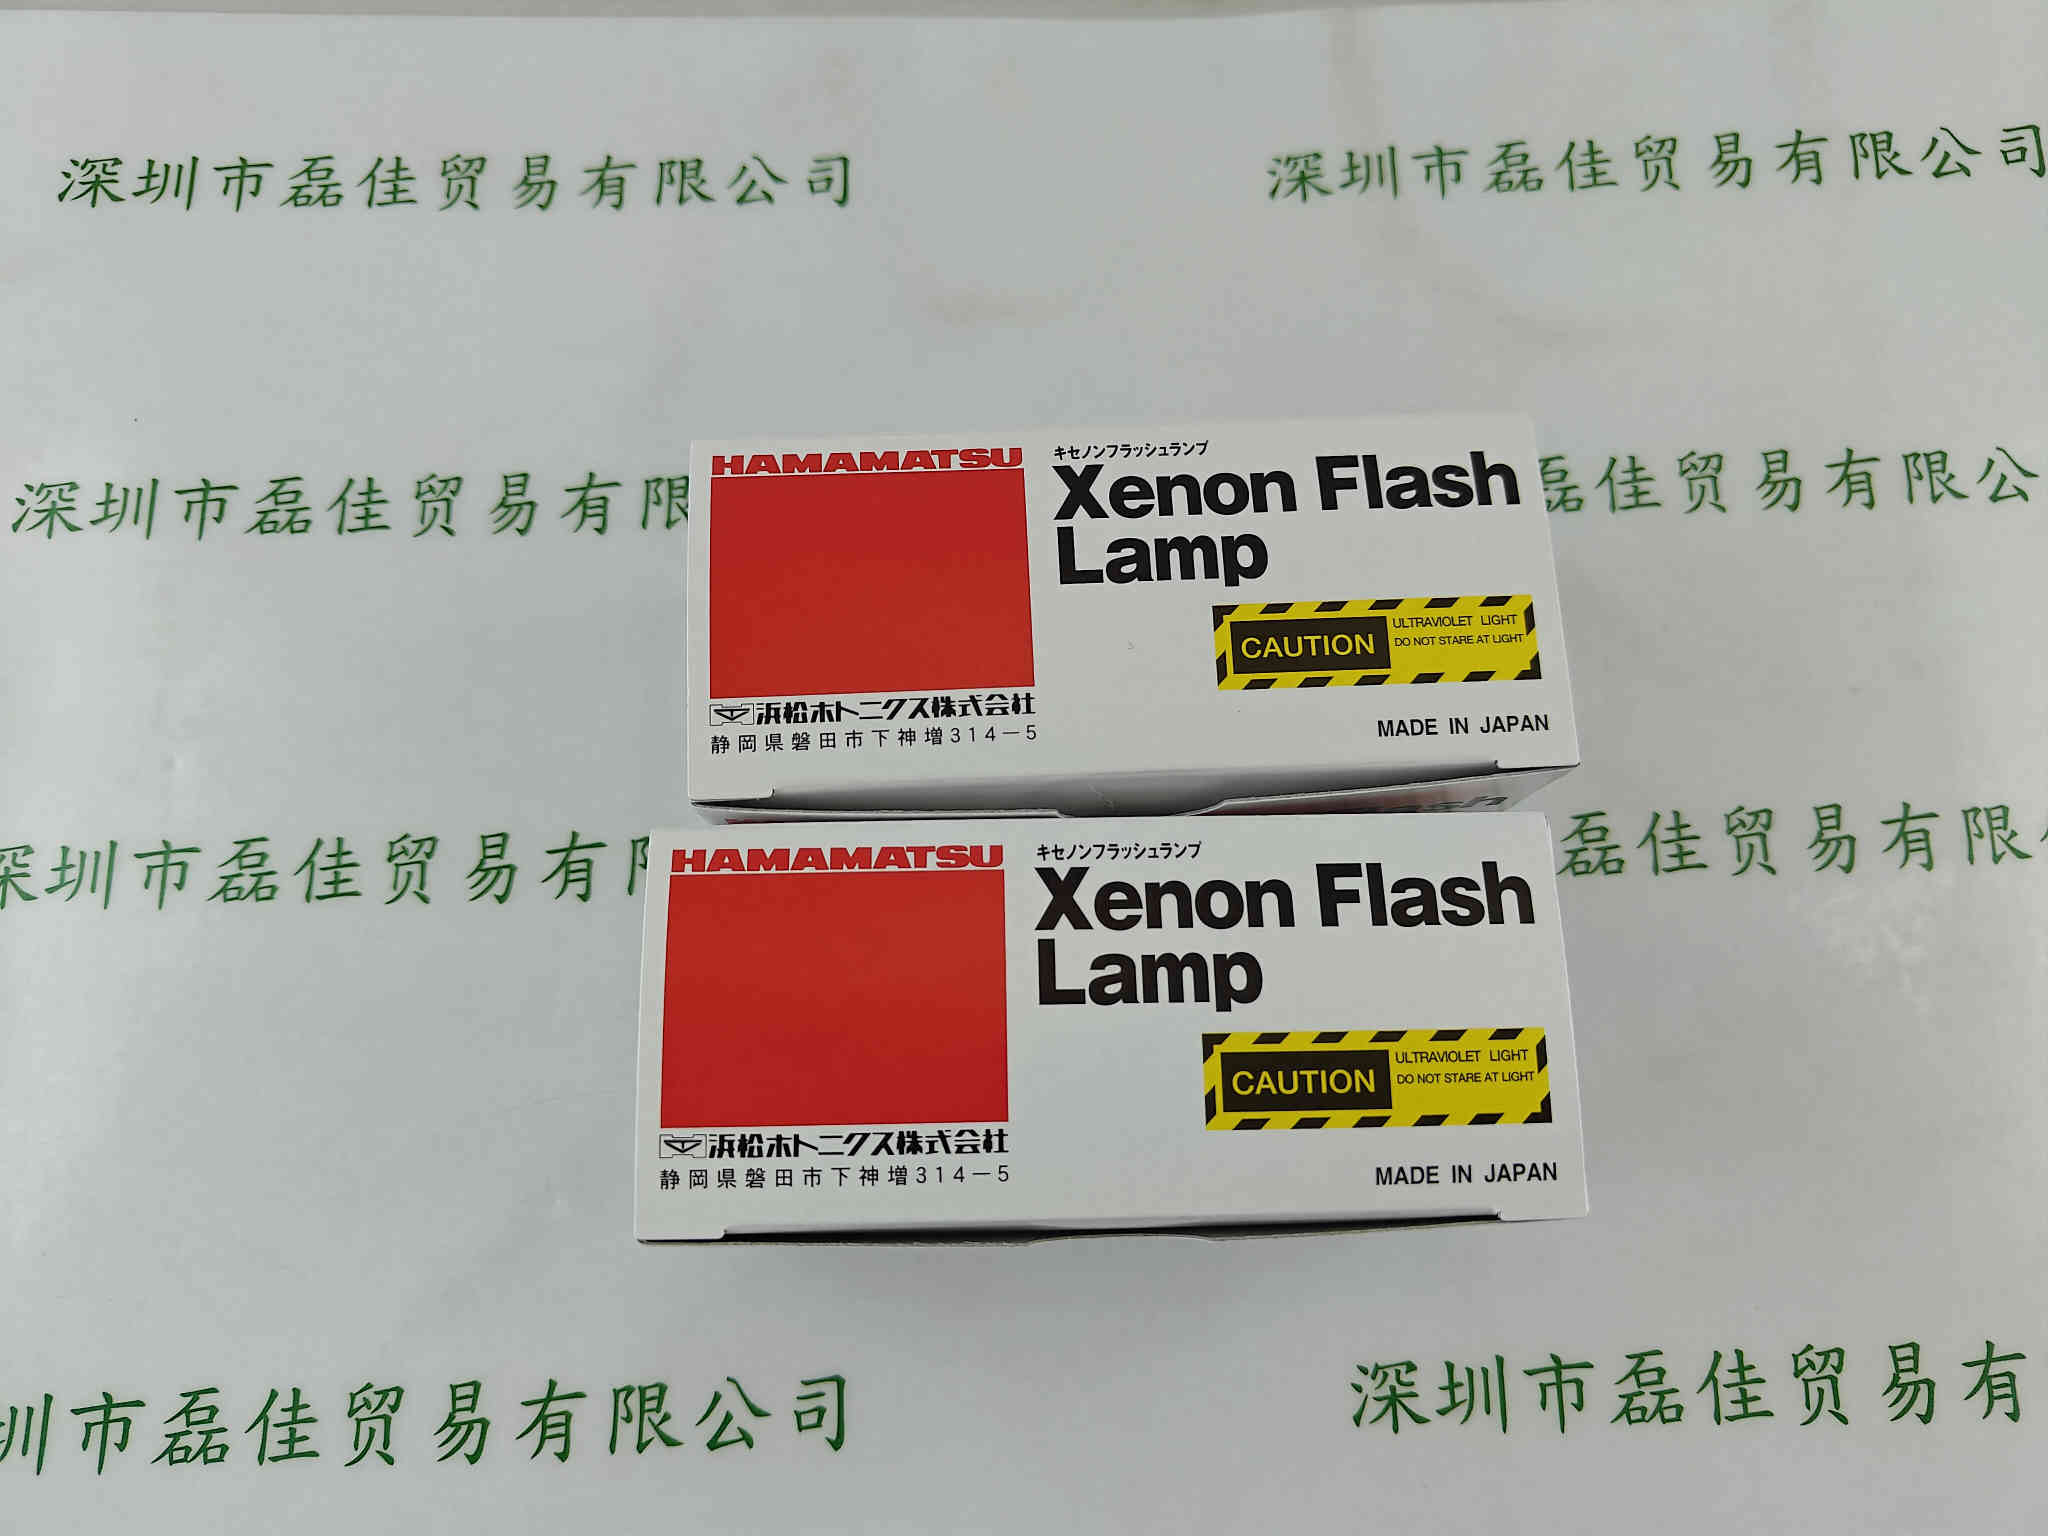 深圳市磊佳贸易有限公司
深圳市磊佳贸易有限公司
深圳市磊佳贸易有限
磊佳贸易有限公
HAMAMATSU
キセノンフラッシュランプ
Xenon Flash
Lamp
CAUTION
ULTRAVIOLET LIGHT
DO NOT STARE AT LIGHT
浜松ホトニクス株式会社
静岡県磐田市下神増314-5
MADE IN JAPAN
深圳市磊佳贸易有
磊佳贸易有限
HAMAMATSU
キセノンフラッシュランプ
Xenon Flash
Lamp
CAUTION
ULTRAVIOLET LIGHT
DO NOT STARE AT LIGHT
浜松ホトニクス株式会社
静岡県磐田市下神増314-5
MADE IN JAPAN
圳市磊佳贸易有限公司
深圳市磊佳贸易有